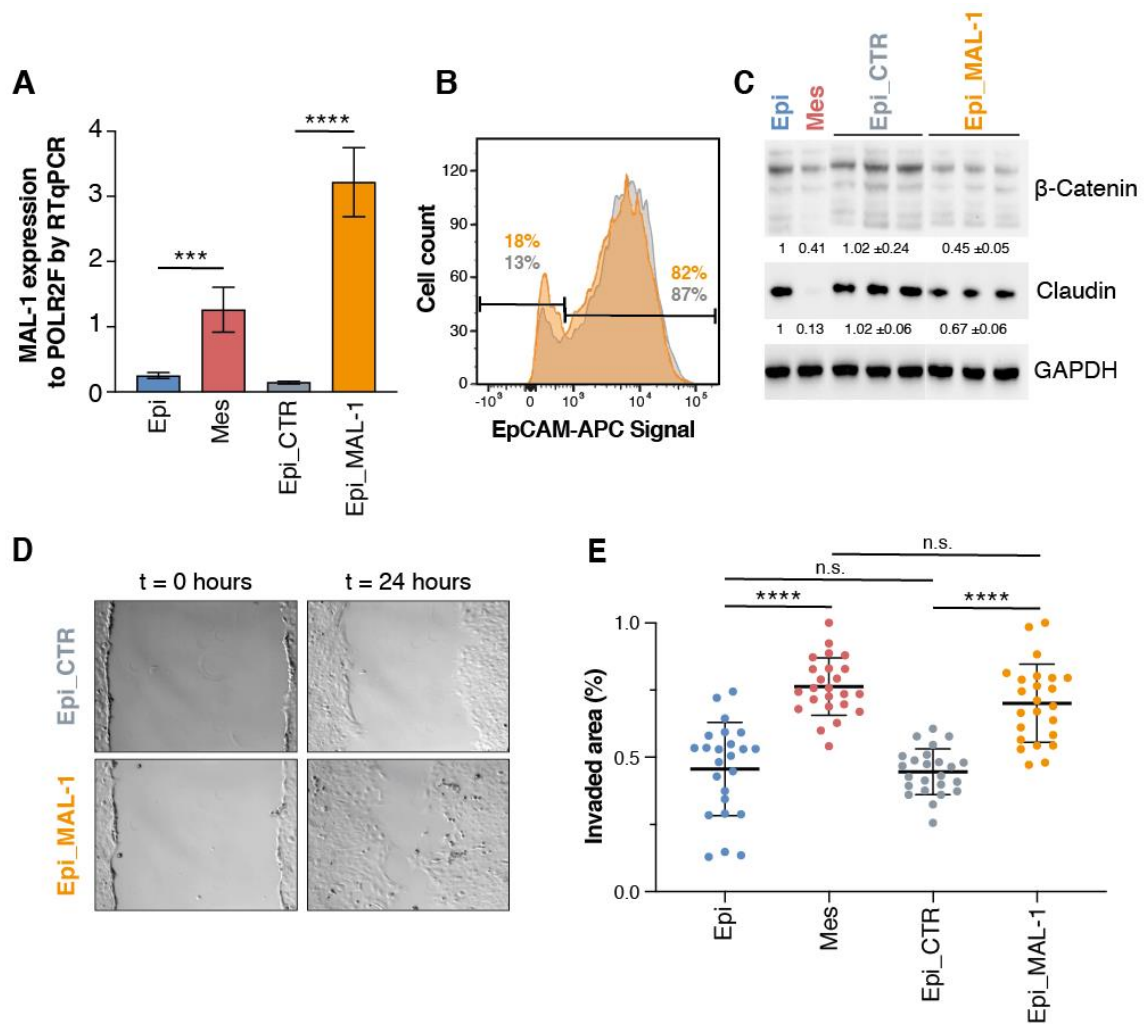 A
MAL-1 expression
to POLR2F by RTqPCR
4
3
2
1
0
***
****
Epi
Mes
Epi_CTR
Epi_MAL-1
B
Cell count
120
90
60
30
0
18%
13%
82%
87%
-10³ 0 10³ 10⁴ 10⁵
EpCAM-APC Signal
C
Epi
Mes
Epi_CTR
Epi_MAL-1
β-Catenin
1 0.41 1.02 ±0.24 0.45 ±0.05
Claudin
1 0.13 1.02 ±0.06 0.67 ±0.06
GAPDH
D
t = 0 hours t = 24 hours
Epi_CTR
Epi_MAL-1
E
n.s.
n.s.
**** ****
Invaded area (%)
1.0
0.5
0.0
Epi
Mes
Epi_CTR
Epi_MAL-1